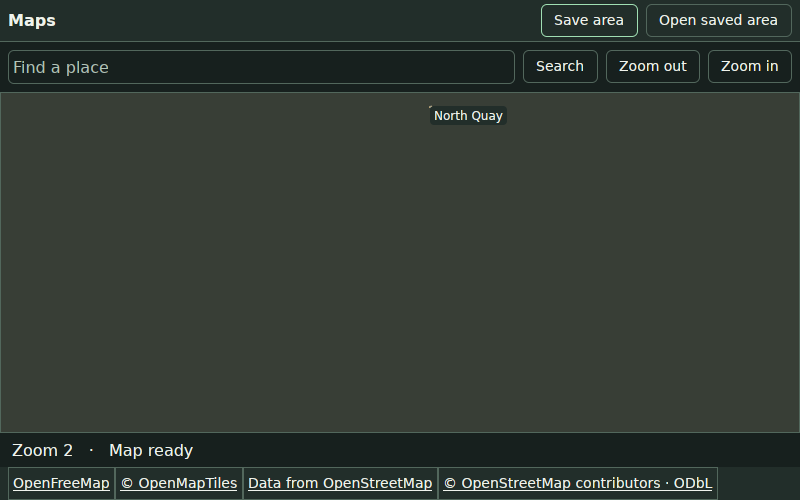 Maps
Save area
Open saved area
Find a place
Search
Zoom out
Zoom in
North Quay
Zoom 2 · Map ready
OpenFreeMap
© OpenMapTiles
Data from OpenStreetMap
© OpenStreetMap contributors · ODbL